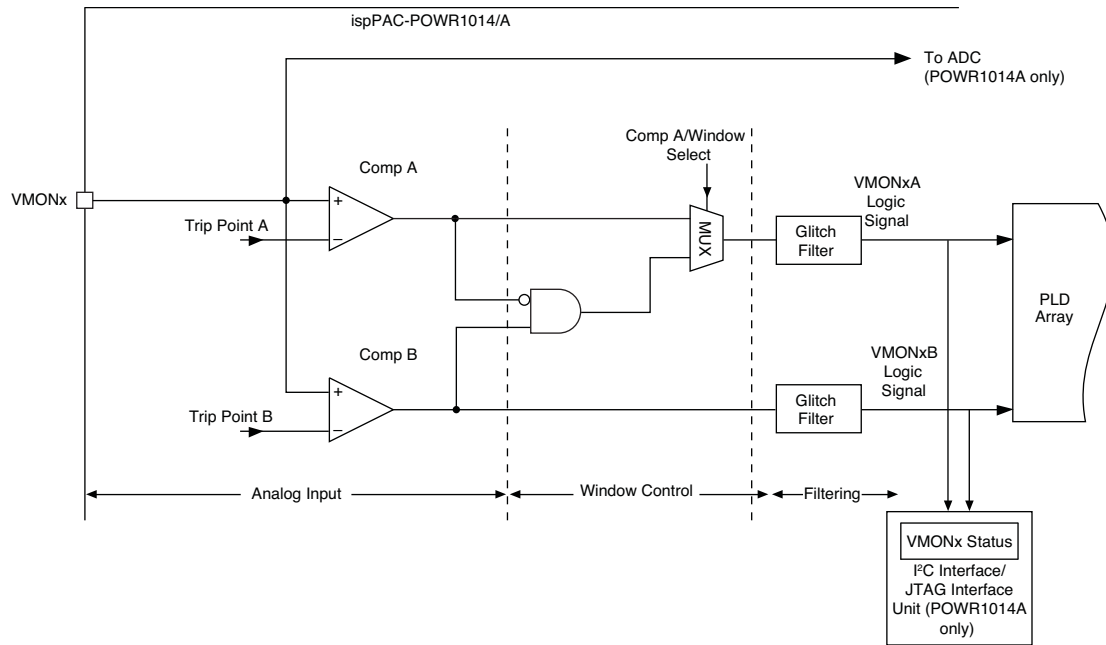 ispPAC-POWR1014/A
To ADC
(POWR1014A only)
Comp A/Window
Select
Comp A
VMONx
+
–
Trip Point A
MUX
Glitch
Filter
VMONxA
Logic
Signal
PLD
Array
Comp B
+
–
Trip Point B
Glitch
Filter
VMONxB
Logic
Signal
Analog Input
Window Control
Filtering
VMONx Status
I²C Interface/
JTAG Interface
Unit (POWR1014A
only)